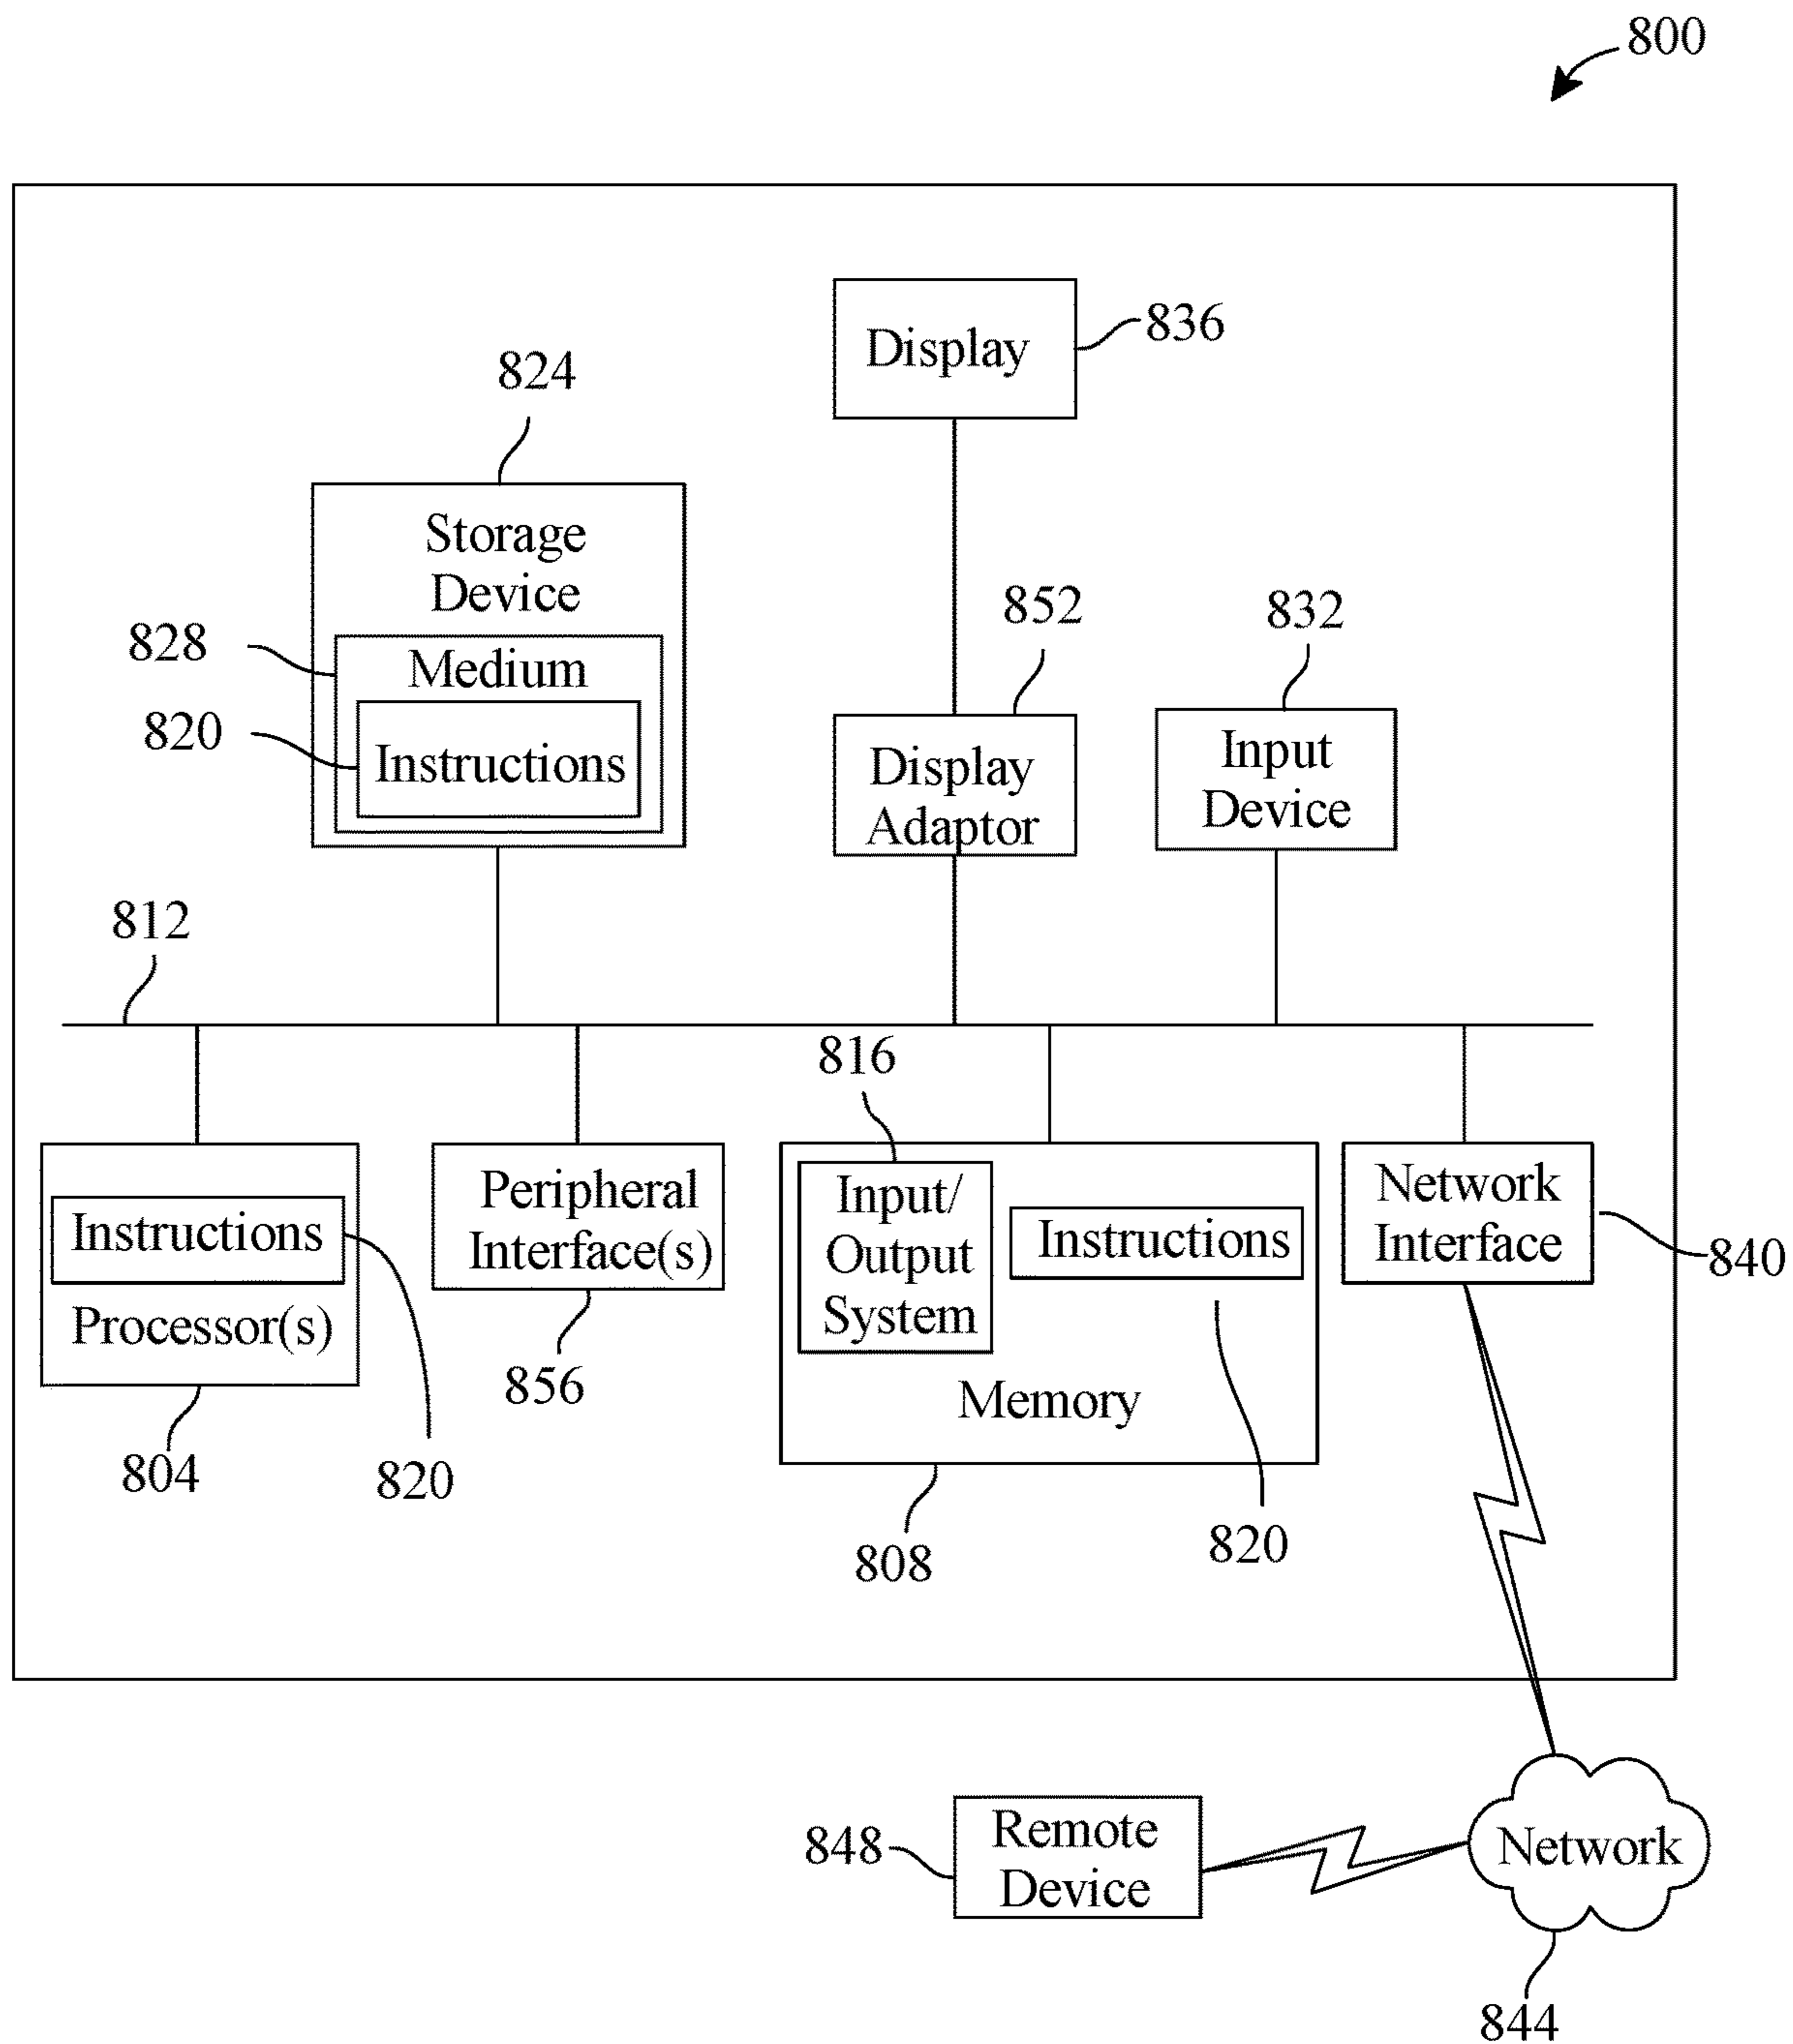 800
Display
836
824
Storage
Device
828
Medium
820
Instructions
852
Display
Adaptor
832
Input
Device
812
816
Instructions
Processor(s)
804
820
Peripheral
Interface(s)
856
Input/
Output
System
Instructions
Memory
808
820
Network
Interface
840
848
Remote
Device
Network
844